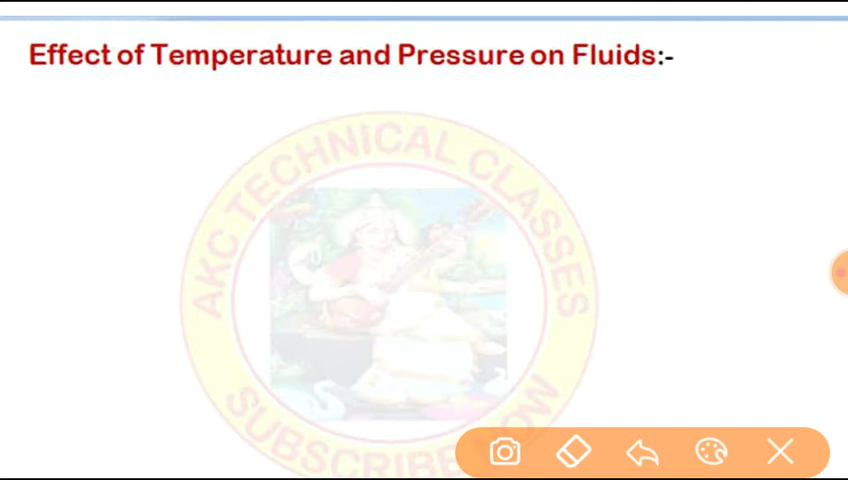 Effect of Temperature and Pressure on Fluids:-
AKC TECHNICAL CLASSES
SUBSCRIBE NOW